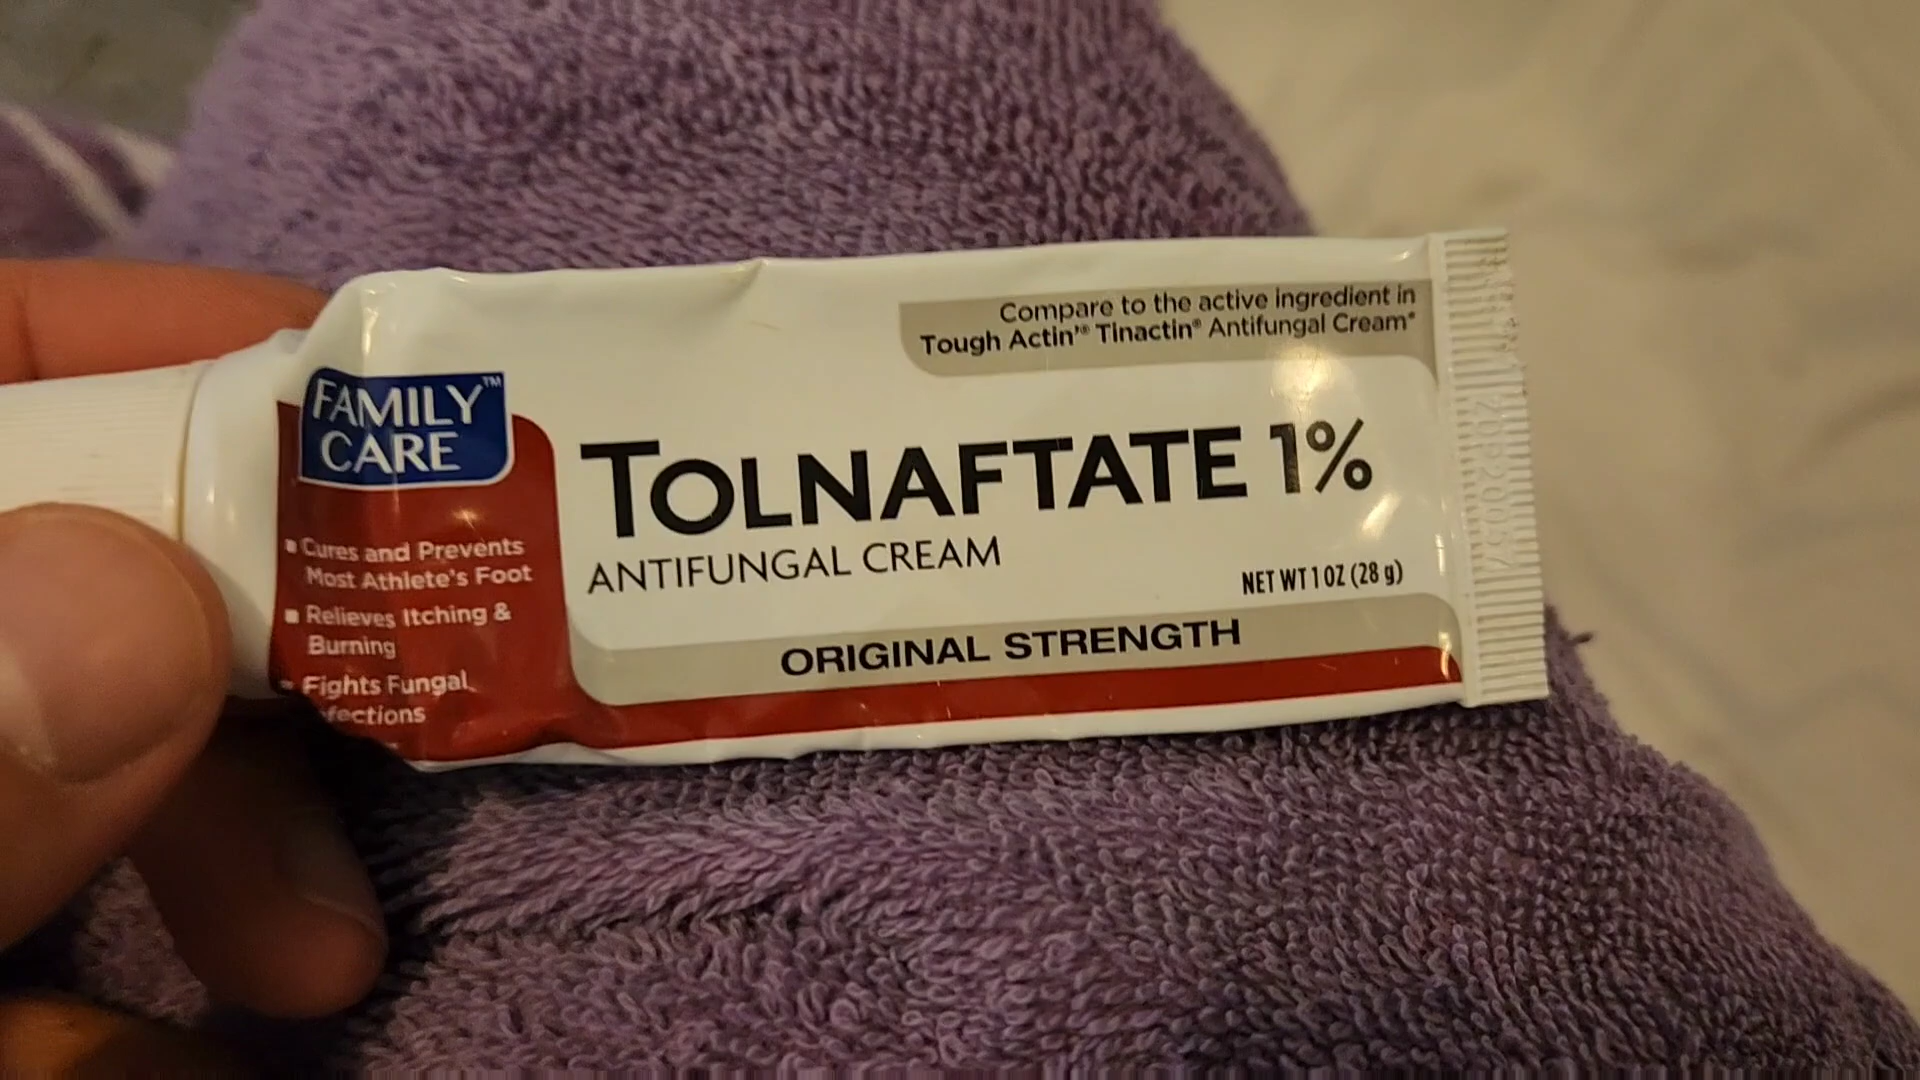 Compare to the active ingredient in
Tough Actin'® Tinactin® Antifungal Cream*
FAMILY™
CARE
TOLNAFTATE 1%
ANTIFUNGAL CREAM
NET WT 1 OZ (28 g)
ORIGINAL STRENGTH
▪ Cures and Prevents
Most Athlete's Foot
▪ Relieves Itching &
Burning
▪ Fights Fungal